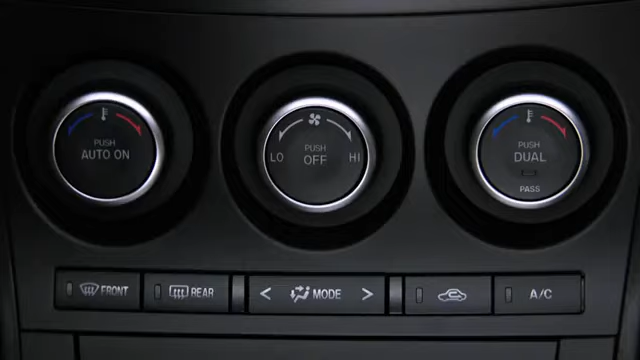 PUSH
AUTO ON
PUSH
LO OFF HI
PUSH
DUAL
PASS
FRONT REAR < MODE > A/C